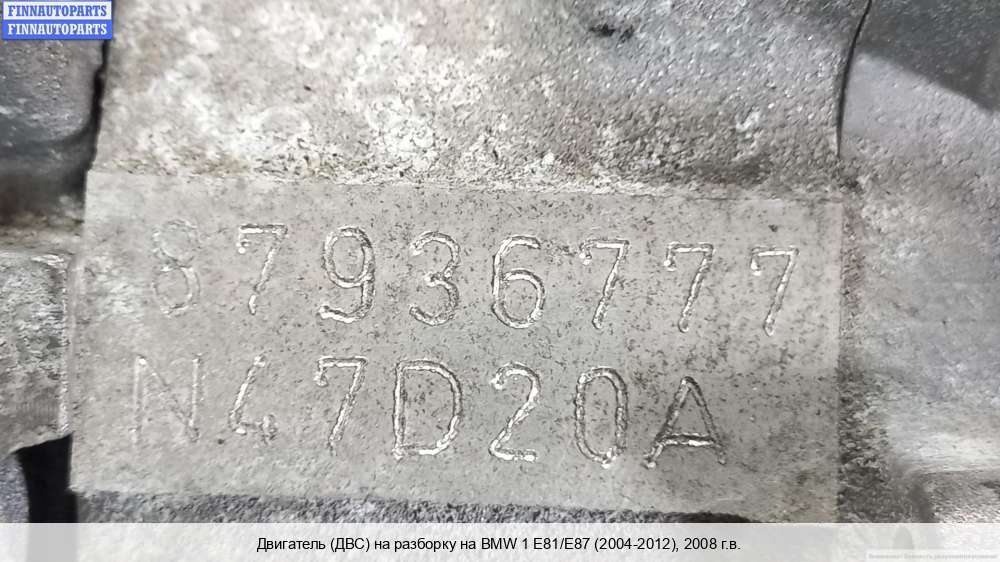 FINNAUTOPARTS
FINNAUTOPARTS
87936777
N47D20A
Двигатель (ДВС) на разборку на BMW 1 E81/E87 (2004-2012), 2008 г.в.